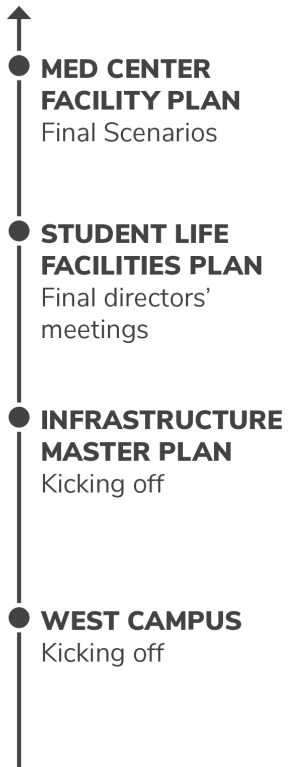 MED CENTER
FACILITY PLAN
Final Scenarios
STUDENT LIFE
FACILITIES PLAN
Final directors’
meetings
INFRASTRUCTURE
MASTER PLAN
Kicking off
WEST CAMPUS
Kicking off